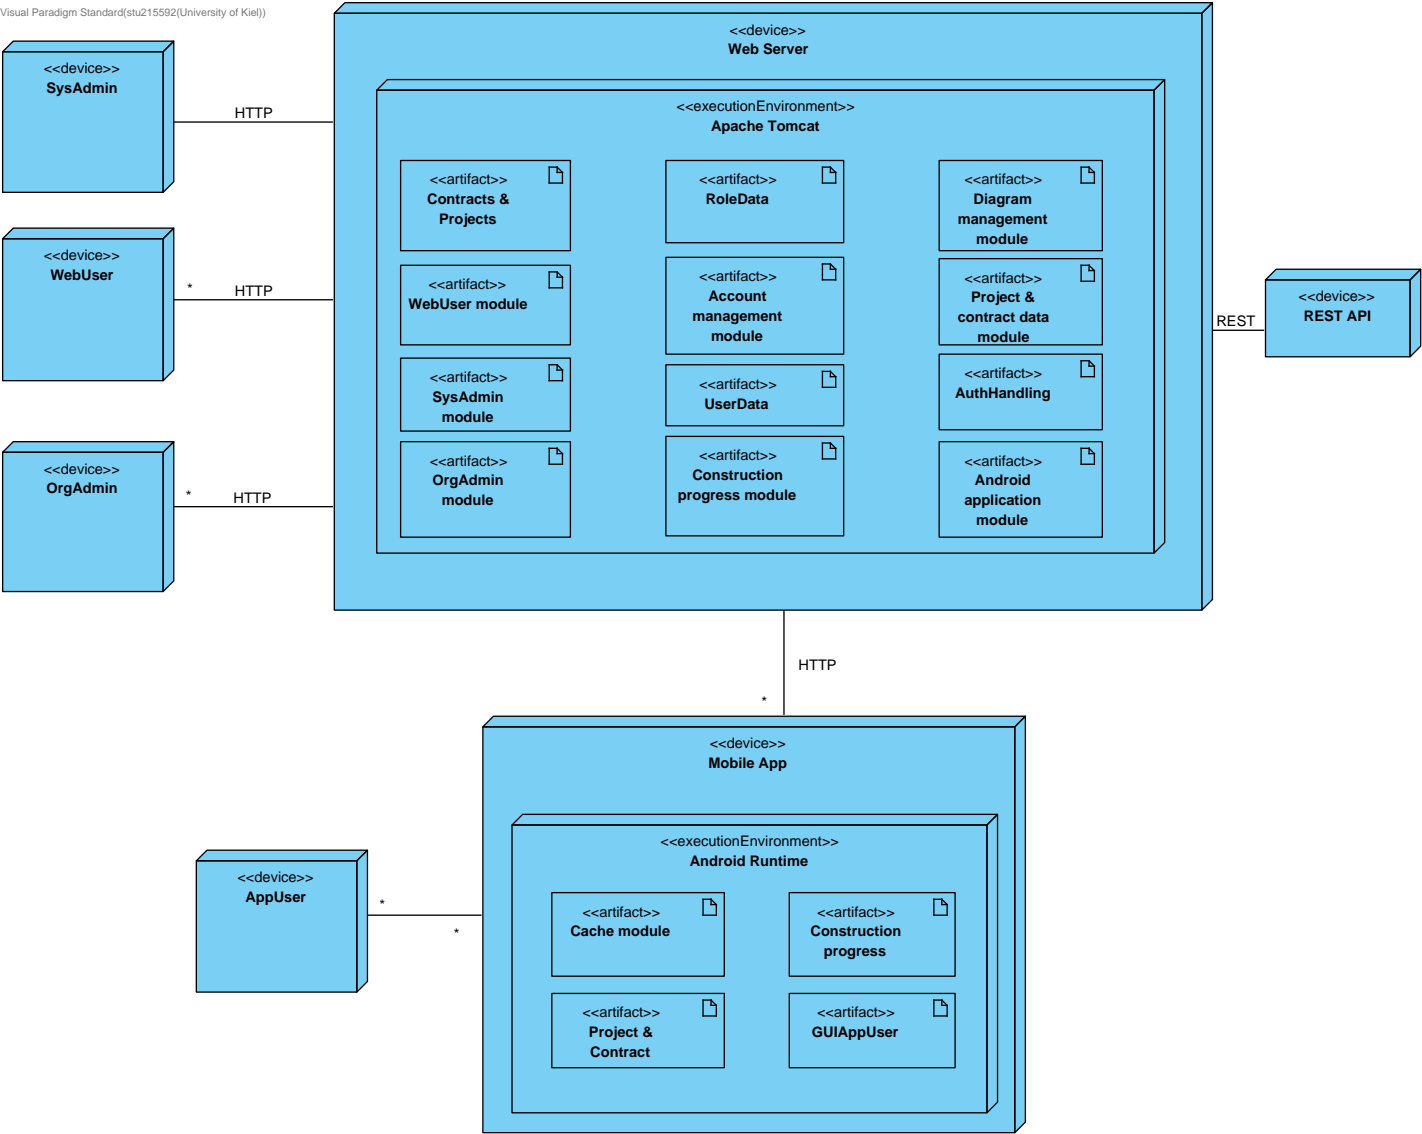 Visual Paradigm Standard(stu215592(University of Kiel))
<<device>>
SysAdmin
HTTP
<<device>>
WebUser
*
HTTP
<<device>>
OrgAdmin
*
HTTP
<<device>>
Web Server
<<executionEnvironment>>
Apache Tomcat
<<artifact>>
Contracts &
Projects
<<artifact>>
RoleData
<<artifact>>
Diagram
management
module
<<artifact>>
WebUser module
<<artifact>>
Account
management
module
<<artifact>>
Project &
contract data
module
<<artifact>>
SysAdmin
module
<<artifact>>
UserData
<<artifact>>
AuthHandling
<<artifact>>
OrgAdmin
module
<<artifact>>
Construction
progress module
<<artifact>>
Android
application
module
REST
<<device>>
REST API
HTTP
*
<<device>>
Mobile App
<<executionEnvironment>>
Android Runtime
<<artifact>>
Cache module
<<artifact>>
Construction
progress
<<artifact>>
Project &
Contract
<<artifact>>
GUIAppUser
<<device>>
AppUser
*
*